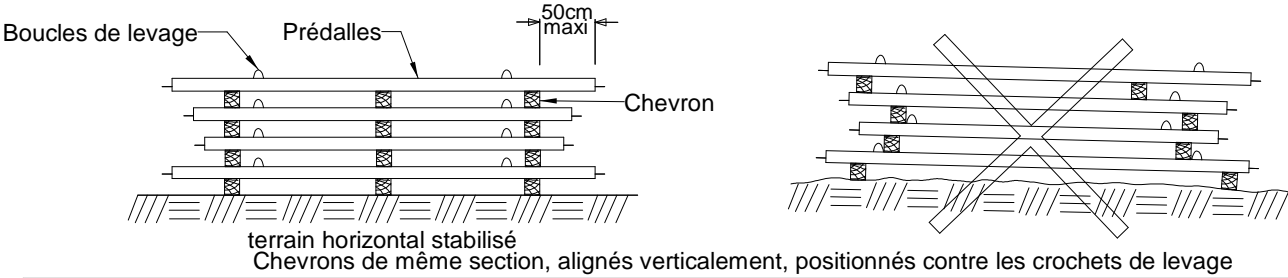 50cm
maxi
Boucles de levage
Prédalles
Chevron
terrain horizontal stabilisé
Chevrons de même section, alignés verticalement, positionnés contre les crochets de levage